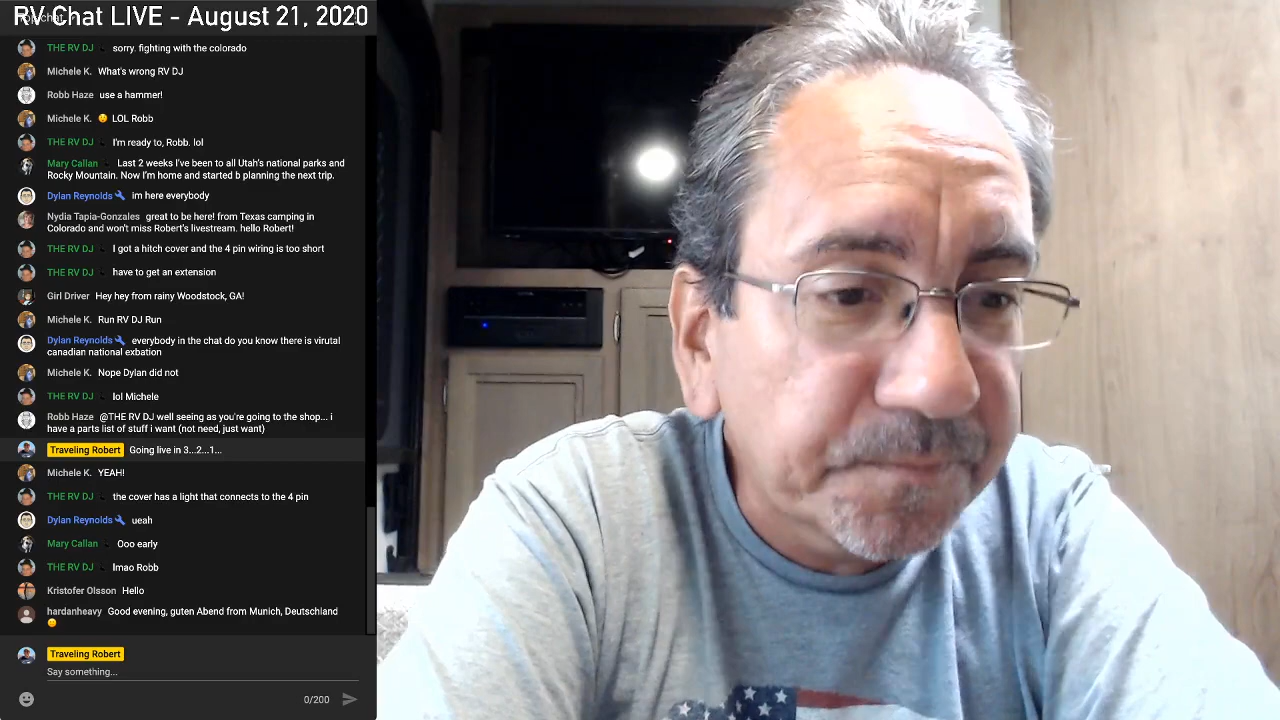 RV Chat LIVE - August 21, 2020
THE RV DJ sorry. fighting with the colorado
Michele K. What's wrong RV DJ
Robb Haze use a hammer!
Michele K. 😟 LOL Robb
THE RV DJ I'm ready to, Robb. lol
Mary Callan Last 2 weeks I've been to all Utah's national parks and
Rocky Mountain. Now I'm home and started b planning the next trip.
Dylan Reynolds im here everybody
Nydia Tapia-Gonzales great to be here! from Texas camping in
Colorado and won't miss Robert's livestream. hello Robert!
THE RV DJ I got a hitch cover and the 4 pin wiring is too short
THE RV DJ have to get an extension
Girl Driver Hey hey from rainy Woodstock, GA!
Michele K. Run RV DJ Run
Dylan Reynolds everybody in the chat do you know there is virutal
canadian national exbation
Michele K. Nope Dylan did not
THE RV DJ lol Michele
Robb Haze @THE RV DJ well seeing as you're going to the shop... i
have a parts list of stuff i want (not need, just want)
Traveling Robert Going live in 3...2...1...
Michele K. YEAH!
THE RV DJ the cover has a light that connects to the 4 pin
Dylan Reynolds ueah
Mary Callan Ooo early
THE RV DJ lmao Robb
Kristofer Olsson Hello
hardanheavy Good evening, guten Abend from Munich, Deutschland
🙂
Traveling Robert
Say something...
0/200